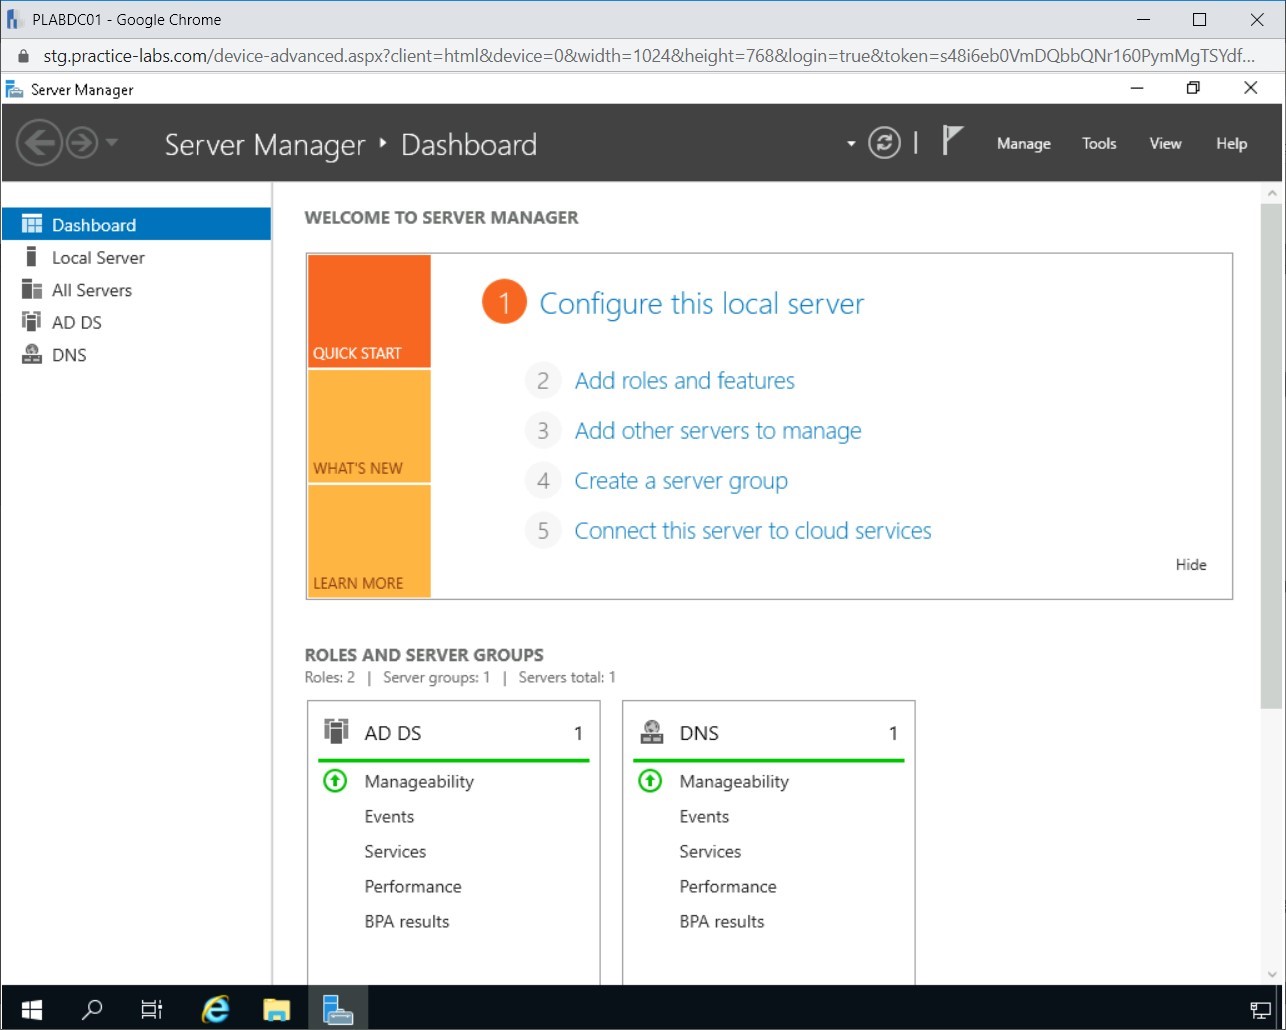 PLABDC01 - Google Chrome
stg.practice-labs.com/device-advanced.aspx?client=html&device=0&width=1024&height=768&login=true&token=s48i6eb0VmDQbbQNr160PymMgTSYdf...
Server Manager
Server Manager ‣ Dashboard
Manage Tools View Help
Dashboard
Local Server
All Servers
AD DS
DNS
WELCOME TO SERVER MANAGER
QUICK START
WHAT'S NEW
LEARN MORE
1 Configure this local server
2 Add roles and features
3 Add other servers to manage
4 Create a server group
5 Connect this server to cloud services
Hide
ROLES AND SERVER GROUPS
Roles: 2 | Server groups: 1 | Servers total: 1
AD DS 1
Manageability
Events
Services
Performance
BPA results
DNS 1
Manageability
Events
Services
Performance
BPA results